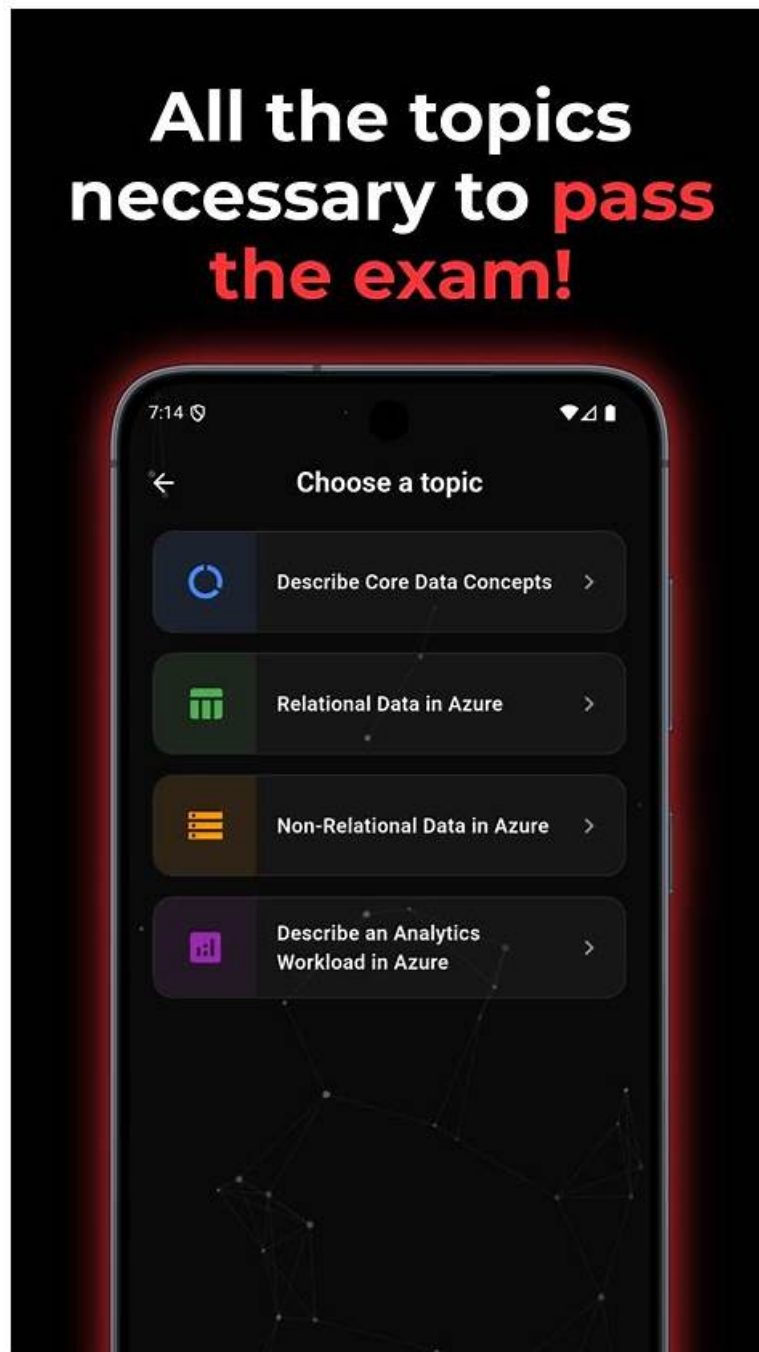 All the topics
necessary to pass
the exam!
7:14
Choose a topic
Describe Core Data Concepts
Relational Data in Azure
Non-Relational Data in Azure
Describe an Analytics
Workload in Azure